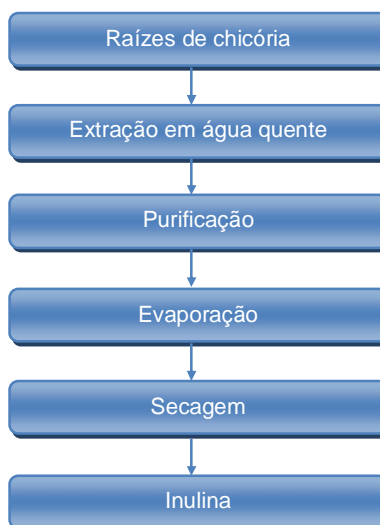 Raízes de chicória
Extração em água quente
Purificação
Evaporação
Secagem
Inulina